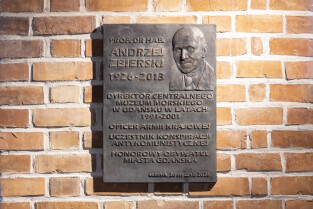 PROF. DR HAB.
ANDRZEJ
ZBIERSKI
1926-2013
DYREKTOR CENTRALNEGO
MUZEUM MORSKIEGO
W GDAŃSKU W LATACH
1991-2001
OFICER ARMII KRAJOWEJ
UCZESTNIK KONSPIRACJI
ANTYKOMUNISTYCZNEJ
HONOROWY OBYWATEL
MIASTA GDAŃSKA